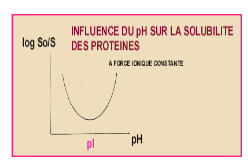 INFLUENCE DU pH SUR LA SOLUBILITE
DES PROTEINES
log So/S
A FORCE IONIQUE CONSTANTE
pH
pI